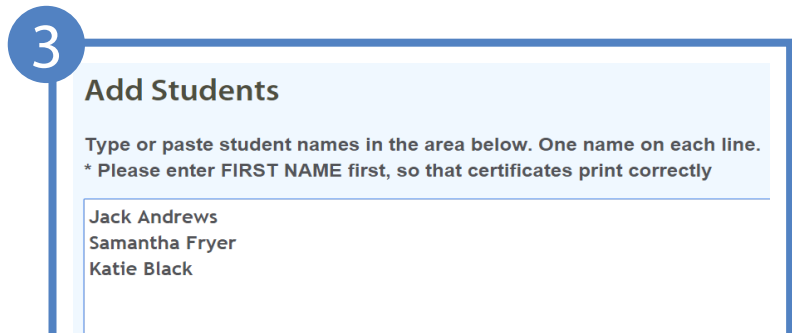 3
Add Students
Type or paste student names in the area below. One name on each line.
* Please enter FIRST NAME first, so that certificates print correctly
Jack Andrews
Samantha Fryer
Katie Black